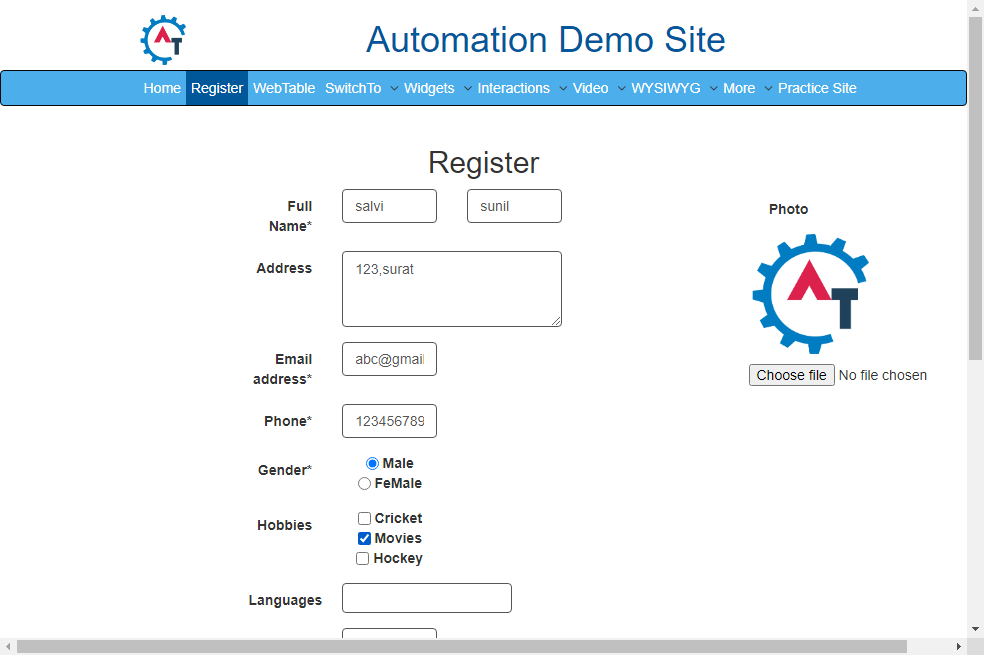 AT
Automation Demo Site
Home Register WebTable SwitchTo Widgets Interactions Video WYSIWYG More Practice Site
Register
Full Name* salvi sunil
Photo
Address 123,surat
AT
Email address* abc@gmail
Choose file No file chosen
Phone* 123456789
Gender* Male
FeMale
Hobbies Cricket
Movies
Hockey
Languages